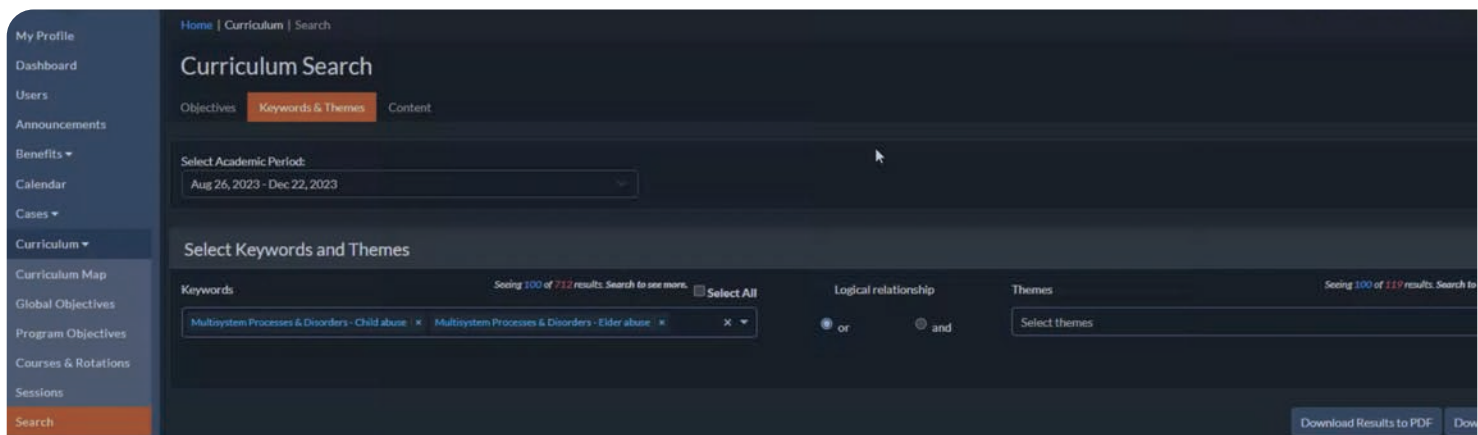 My Profile
Dashboard
Users
Announcements
Benefits
Calendar
Cases
Curriculum
Curriculum Map
Global Objectives
Program Objectives
Courses & Rotations
Sessions
Search
Home | Curriculum | Search
Curriculum Search
Objectives Keywords & Themes Content
Select Academic Period:
Aug 26, 2023 - Dec 22, 2023
Select Keywords and Themes
Keywords Seeing 100 of 712 results. Search to see more. Select All
Multisystem Processes & Disorders - Child abuse × Multisystem Processes & Disorders - Elder abuse × ×
Logical relationship
or and
Themes Seeing 100 of 119 results. Search to
Select themes
Download Results to PDF Dow